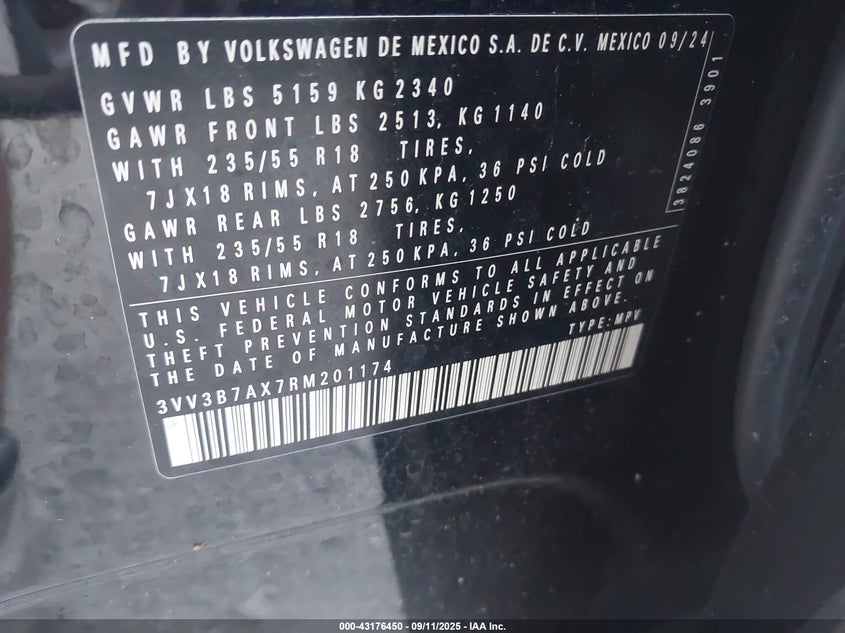 MFD BY VOLKSWAGEN DE MEXICO S.A. DE C.V. MEXICO 09/24
GVWR LBS 5159 KG 2340
GAWR FRONT LBS 2513, KG 1140
WITH 235/55 R18 TIRES,
7JX18 RIMS, AT 250 KPA, 36 PSI COLD
GAWR REAR LBS 2756, KG 1250
WITH 235/55 R18 TIRES,
7JX18 RIMS, AT 250 KPA, 36 PSI COLD
3824086 3901
THIS VEHICLE CONFORMS TO ALL APPLICABLE
U.S. FEDERAL MOTOR VEHICLE SAFETY AND
THEFT PREVENTION STANDARDS IN EFFECT ON
THE DATE OF MANUFACTURE SHOWN ABOVE.
TYPE: MPV
3VV3B7AX7RM201174
000-43176450 - 09/11/2025 - IAA Inc.